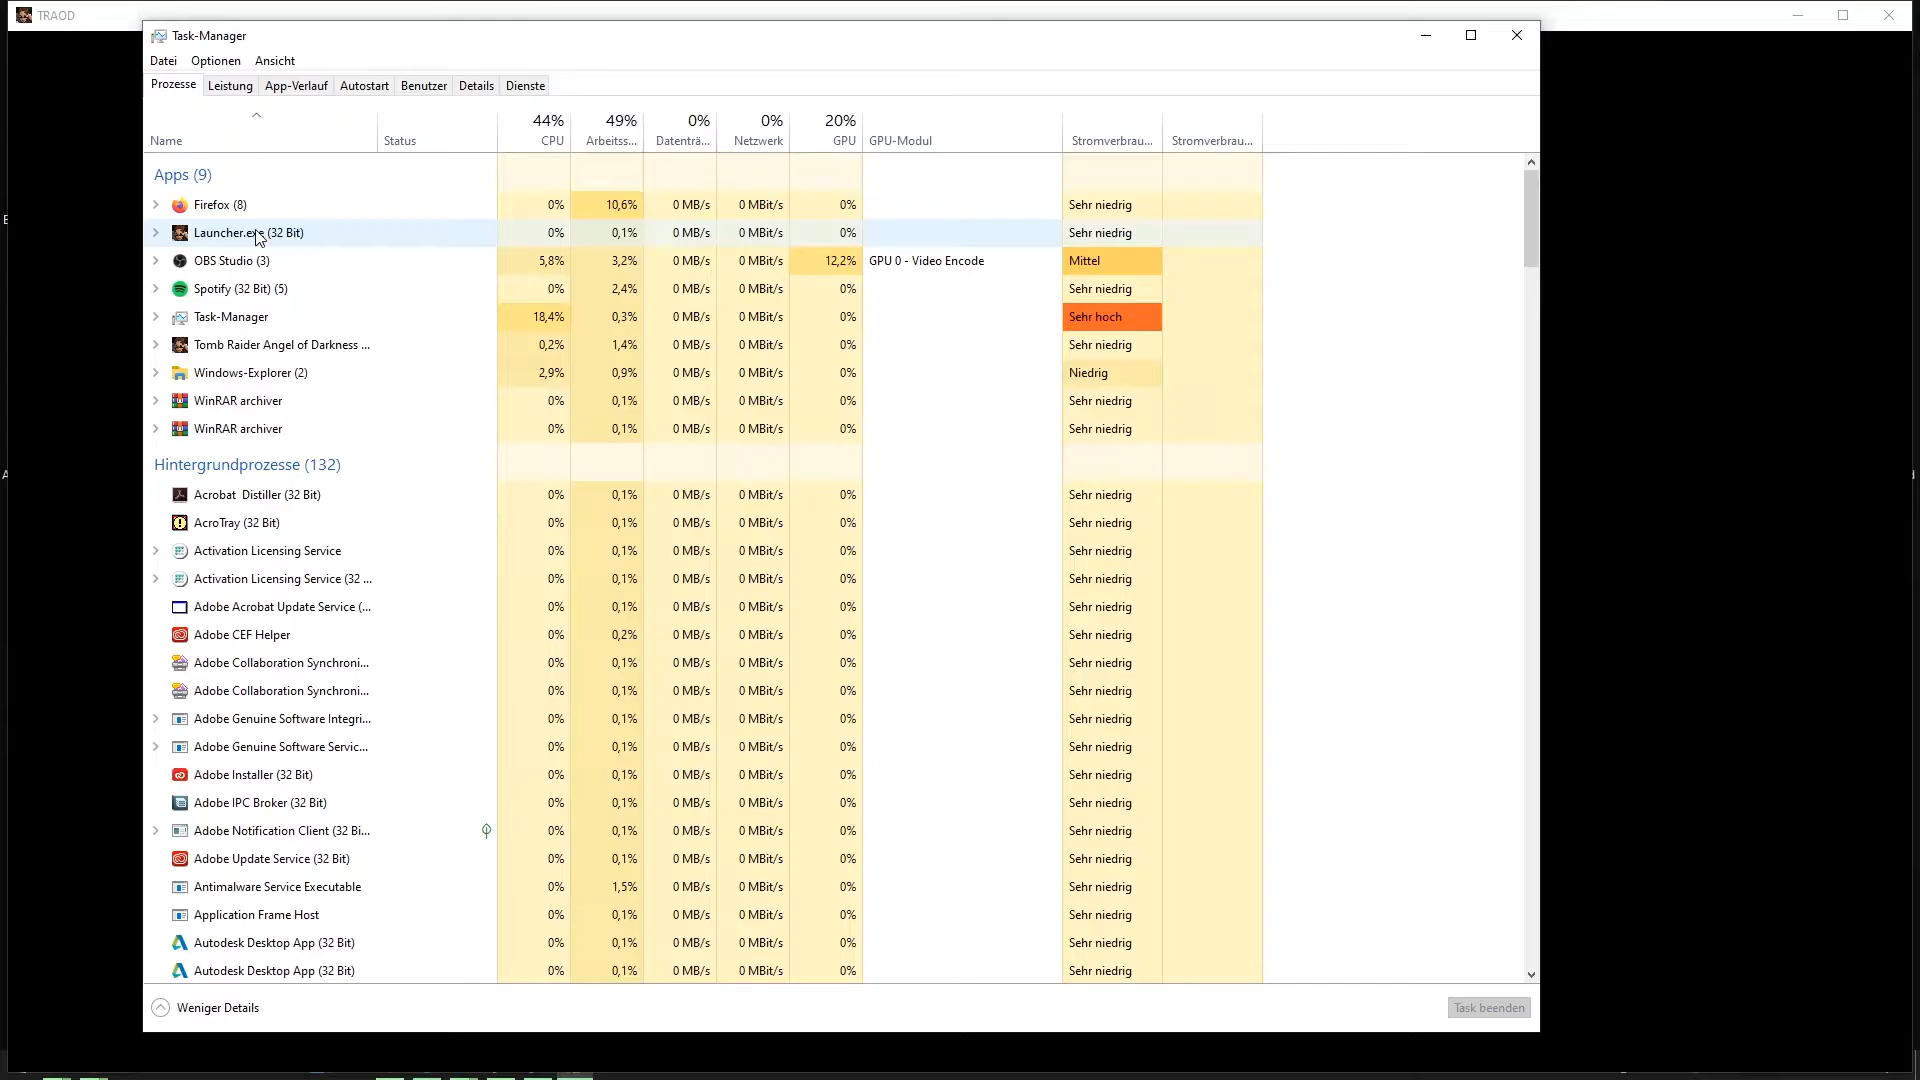 TRAOD
Task-Manager
Datei Optionen Ansicht
Prozesse Leistung App-Verlauf Autostart Benutzer Details Dienste
44% 49% 0% 0% 20%
Name Status CPU Arbeitss... Datenträ... Netzwerk GPU GPU-Modul Stromverbrau... Stromverbrau...
Apps (9)
Firefox (8) 0% 10,6% 0 MB/s 0 MBit/s 0% Sehr niedrig
Launcher.exe (32 Bit) 0% 0,1% 0 MB/s 0 MBit/s 0% Sehr niedrig
OBS Studio (3) 5,8% 3,2% 0 MB/s 0 MBit/s 12,2% GPU 0 - Video Encode Mittel
Spotify (32 Bit) (5) 0% 2,4% 0 MB/s 0 MBit/s 0% Sehr niedrig
Task-Manager 18,4% 0,3% 0 MB/s 0 MBit/s 0% Sehr hoch
Tomb Raider Angel of Darkness ... 0,2% 1,4% 0 MB/s 0 MBit/s 0% Sehr niedrig
Windows-Explorer (2) 2,9% 0,9% 0 MB/s 0 MBit/s 0% Niedrig
WinRAR archiver 0% 0,1% 0 MB/s 0 MBit/s 0% Sehr niedrig
WinRAR archiver 0% 0,1% 0 MB/s 0 MBit/s 0% Sehr niedrig
Hintergrundprozesse (132)
Acrobat Distiller (32 Bit) 0% 0,1% 0 MB/s 0 MBit/s 0% Sehr niedrig
AcroTray (32 Bit) 0% 0,1% 0 MB/s 0 MBit/s 0% Sehr niedrig
Activation Licensing Service 0% 0,1% 0 MB/s 0 MBit/s 0% Sehr niedrig
Activation Licensing Service (32 ... 0% 0,1% 0 MB/s 0 MBit/s 0% Sehr niedrig
Adobe Acrobat Update Service (... 0% 0,1% 0 MB/s 0 MBit/s 0% Sehr niedrig
Adobe CEF Helper 0% 0,2% 0 MB/s 0 MBit/s 0% Sehr niedrig
Adobe Collaboration Synchroni... 0% 0,1% 0 MB/s 0 MBit/s 0% Sehr niedrig
Adobe Collaboration Synchroni... 0% 0,1% 0 MB/s 0 MBit/s 0% Sehr niedrig
Adobe Genuine Software Integri... 0% 0,1% 0 MB/s 0 MBit/s 0% Sehr niedrig
Adobe Genuine Software Servic... 0% 0,1% 0 MB/s 0 MBit/s 0% Sehr niedrig
Adobe Installer (32 Bit) 0% 0,1% 0 MB/s 0 MBit/s 0% Sehr niedrig
Adobe IPC Broker (32 Bit) 0% 0,1% 0 MB/s 0 MBit/s 0% Sehr niedrig
Adobe Notification Client (32 Bi... 0% 0,1% 0 MB/s 0 MBit/s 0% Sehr niedrig
Adobe Update Service (32 Bit) 0% 0,1% 0 MB/s 0 MBit/s 0% Sehr niedrig
Antimalware Service Executable 0% 1,5% 0 MB/s 0 MBit/s 0% Sehr niedrig
Application Frame Host 0% 0,1% 0 MB/s 0 MBit/s 0% Sehr niedrig
Autodesk Desktop App (32 Bit) 0% 0,1% 0 MB/s 0 MBit/s 0% Sehr niedrig
Autodesk Desktop App (32 Bit) 0% 0,1% 0 MB/s 0 MBit/s 0% Sehr niedrig
Weniger Details Task beenden